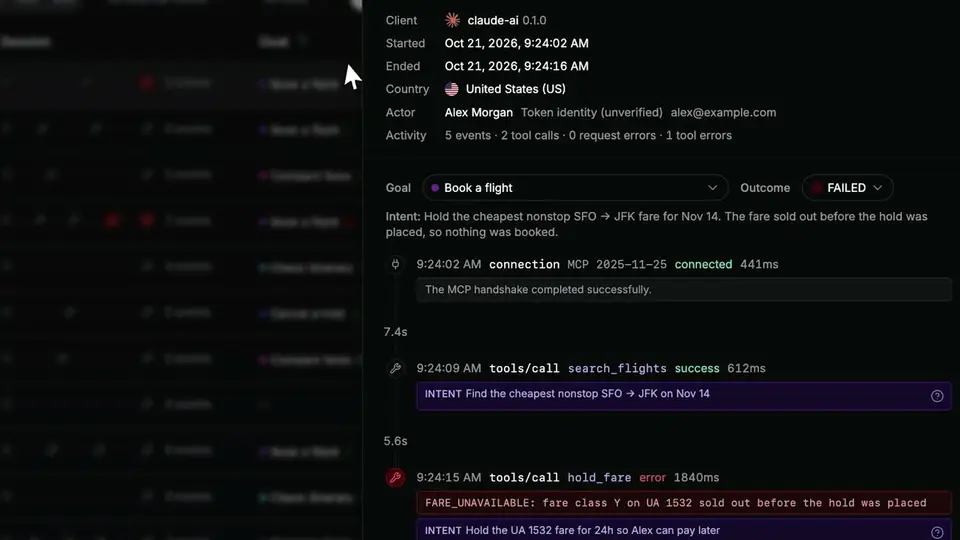 Client claude-ai 0.1.0
Started Oct 21, 2026, 9:24:02 AM
Ended Oct 21, 2026, 9:24:16 AM
Country United States (US)
Actor Alex Morgan Token identity (unverified) alex@example.com
Activity 5 events · 2 tool calls · 0 request errors · 1 tool errors
Goal Book a flight Outcome FAILED
Intent: Hold the cheapest nonstop SFO → JFK fare for Nov 14. The fare sold out before the hold was
placed, so nothing was booked.
9:24:02 AM connection MCP 2025-11-25 connected 441ms
The MCP handshake completed successfully.
7.4s
9:24:09 AM tools/call search_flights success 612ms
INTENT Find the cheapest nonstop SFO → JFK on Nov 14
5.6s
9:24:15 AM tools/call hold_fare error 1840ms
FARE_UNAVAILABLE: fare class Y on UA 1532 sold out before the hold was placed
INTENT Hold the UA 1532 fare for 24h so Alex can pay later